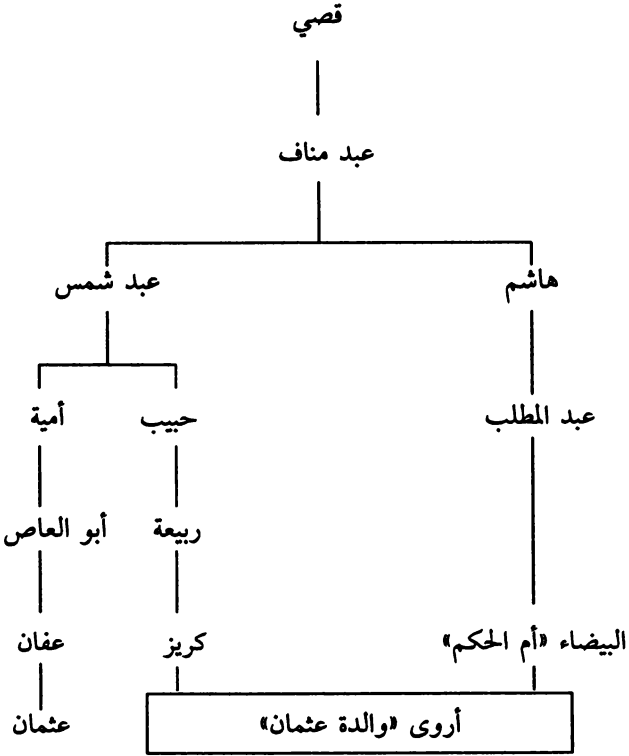 قصي
عبد مناف
هاشم
عبد شمس
عبد المطلب
حبيب
أمية
ربيعة
أبو العاص
البيضاء «أم الحكم»
كريز
عفان
أروى «والدة عثمان»
عثمان